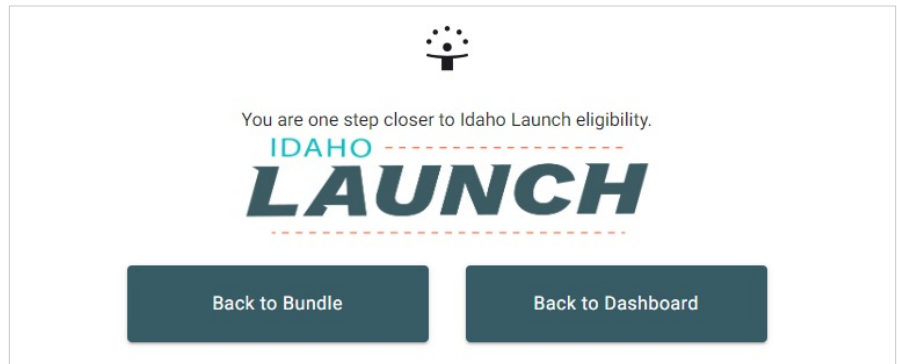 You are one step closer to Idaho Launch eligibility.
IDAHO
LAUNCH
Back to Bundle
Back to Dashboard